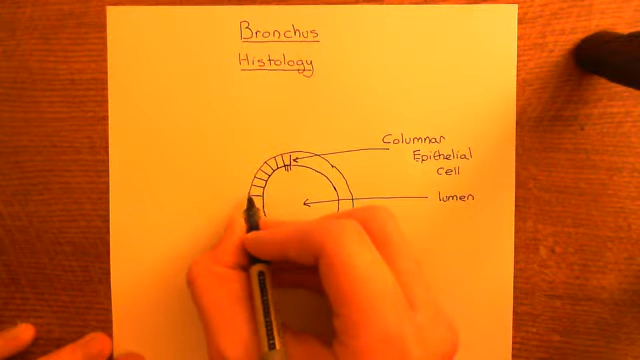 Bronchus
Histology
Columnar
Epithelial
Cell
lumen